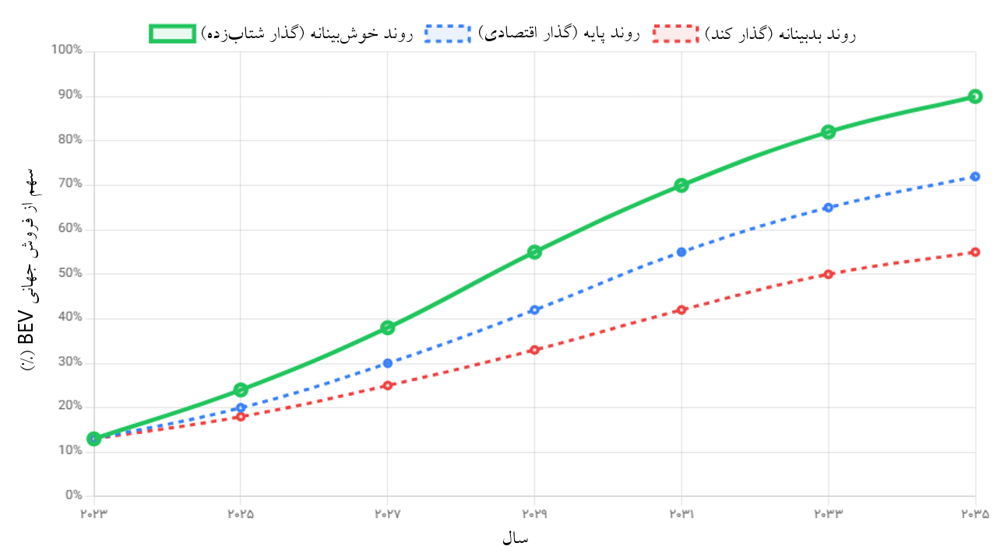 روند خوش‌بینانه (گذار شتاب‌زده) روند پایه (گذار اقتصادی) روند بدبینانه (گذار کند)
100%
90%
80%
70%
60%
50%
40%
30%
20%
10%
0%
سهم از فروش جهانی BEV (٪)
۲۰۲۳ ۲۰۲۵ ۲۰۲۷ ۲۰۲۹ ۲۰۳۱ ۲۰۳۳ ۲۰۳۵
سال